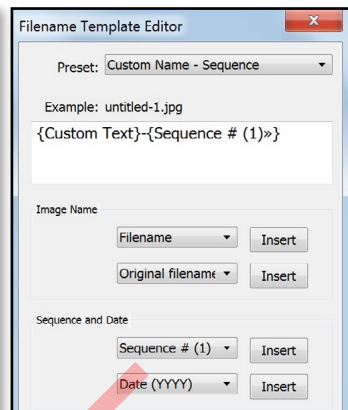 Filename Template Editor
x
Preset: Custom Name - Sequence
Example: untitled-1.jpg
{Custom Text}-{Sequence # (1)»}
Image Name
Filename Insert
Original filename Insert
Sequence and Date
Sequence # (1) Insert
Date (YYYY) Insert